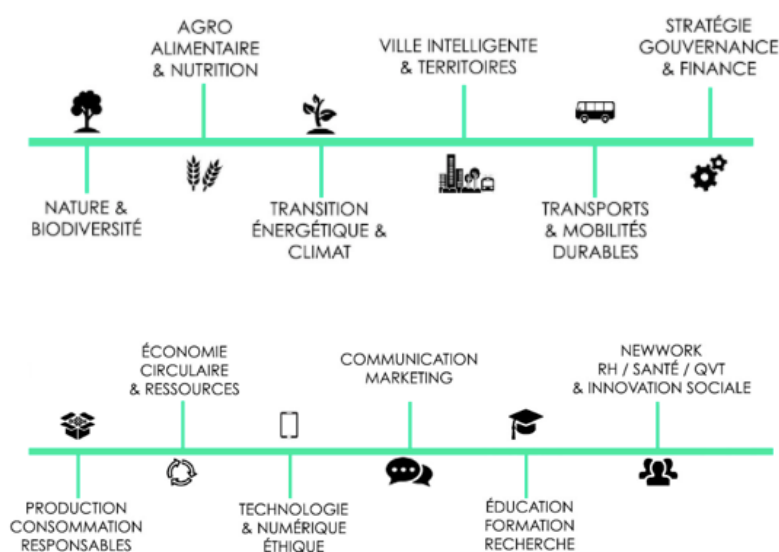 AGRO
ALIMENTAIRE
& NUTRITION
VILLE INTELLIGENTE
& TERRITOIRES
STRATÉGIE
GOUVERNANCE
& FINANCE
NATURE &
BIODIVERSITÉ
TRANSITION
ÉNERGÉTIQUE &
CLIMAT
TRANSPORTS
& MOBILITÉS
DURABLES
ÉCONOMIE
CIRCULAIRE
& RESSOURCES
COMMUNICATION
MARKETING
NEWWORK
RH / SANTÉ / QVT
& INNOVATION SOCIALE
PRODUCTION
CONSOMMATION
RESPONSABLES
TECHNOLOGIE
& NUMÉRIQUE
ÉTHIQUE
ÉDUCATION
FORMATION
RECHERCHE